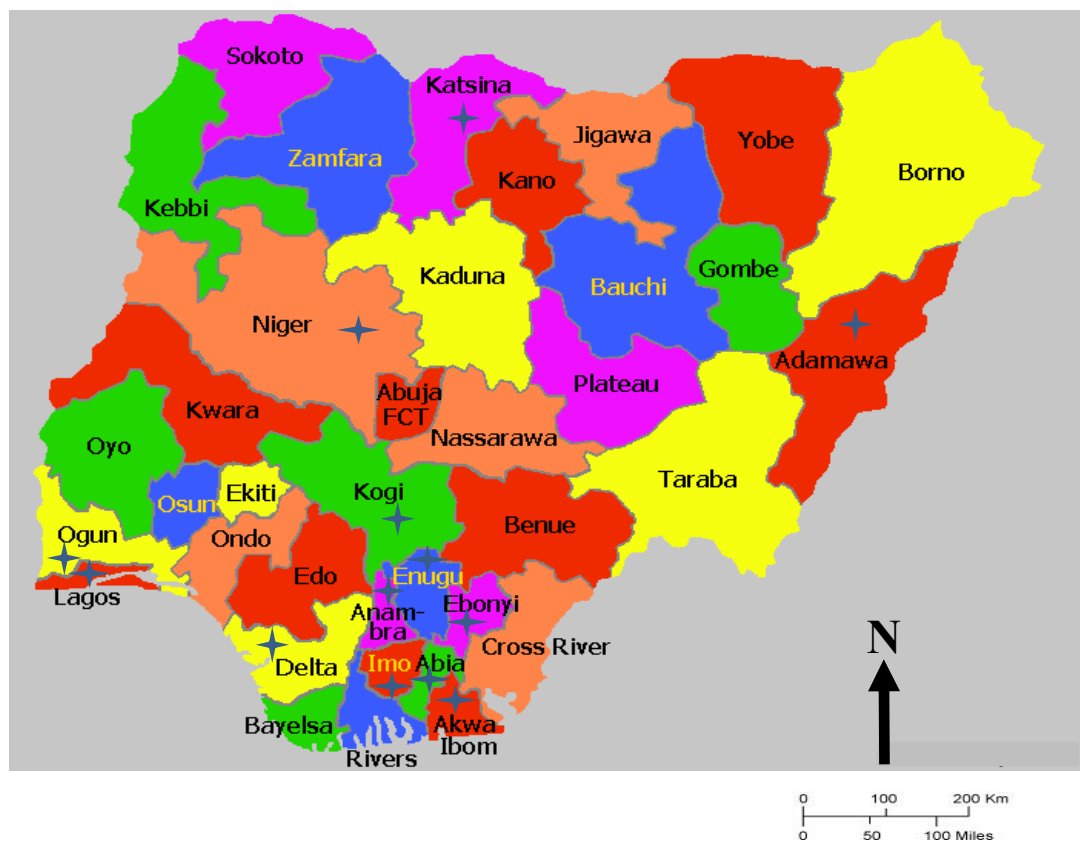 Sokoto
Katsina
Jigawa
Yobe
Zamfara
Kano
Borno
Kebbi
Kaduna
Gombe
Bauchi
Niger
Adamawa
Abuja
FCT
Plateau
Kwara
Nassarawa
Oyo
Taraba
Kogi
Ekiti
Osun
Benue
Ogun
Ondo
Edo
Enugu
Lagos
Anam-
bra
Ebonyi
Cross River
N
Imo
Abia
Delta
Bayelsa
Akwa
Ibom
Rivers
0 100 200 Km
0 50 100 Miles